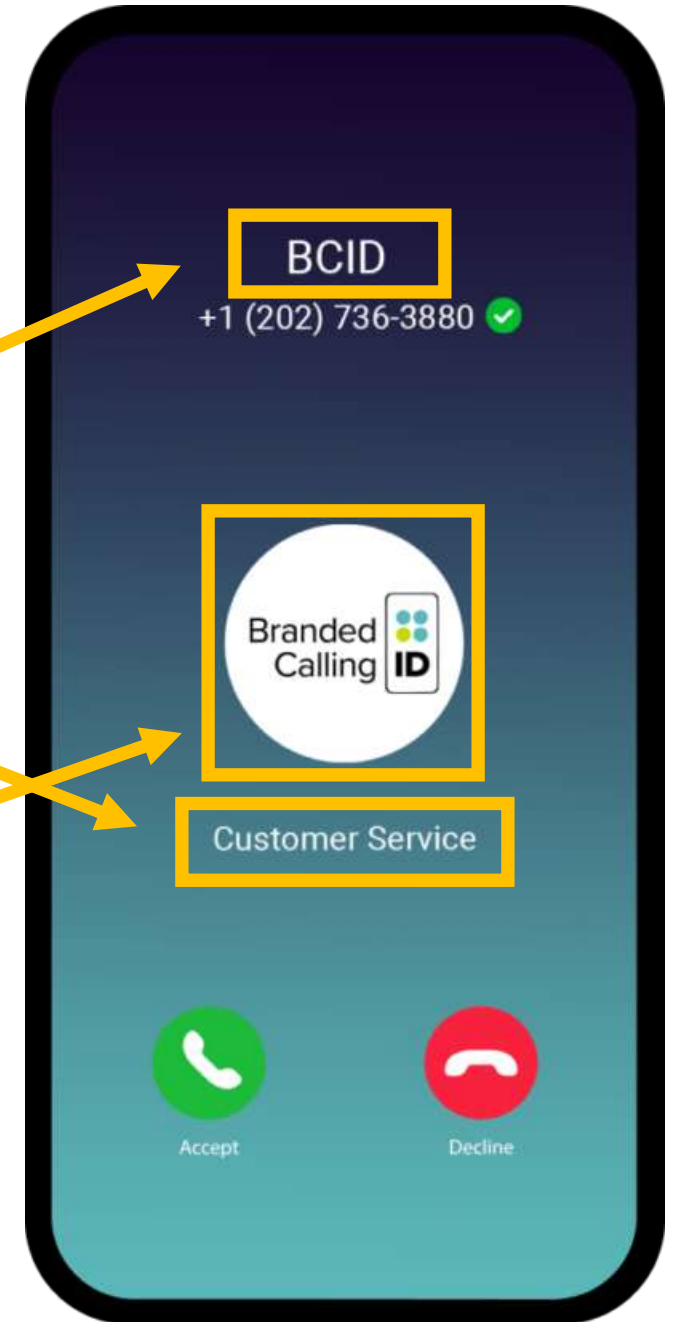 BCID
+1 (202) 736-3880
Branded
Calling ID
Customer Service
Accept Decline